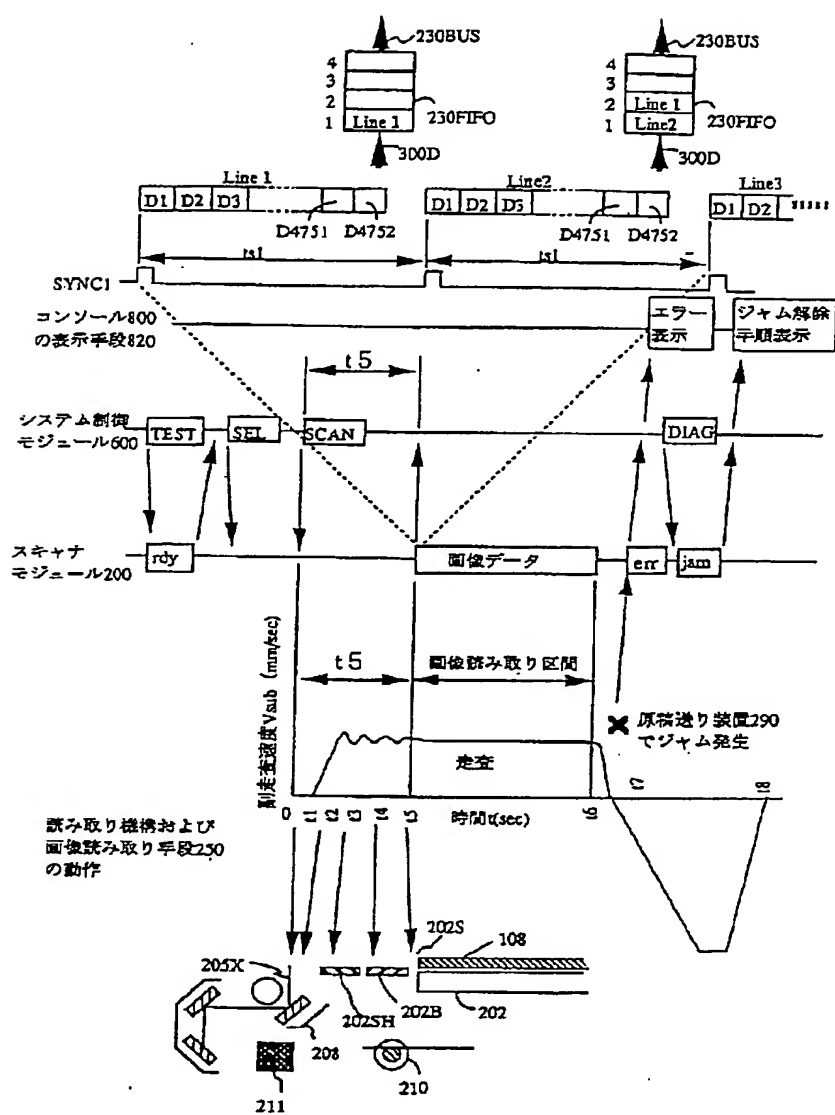 230BUS 230BUS
4 4
3 3
2 2 Line 1
230FIFO
1 Line 1 1 Line2 230FIFO
300D 300D
Line 1 Line2 Line3
D1 D2 D3 D1 D2 D3 D1 D2
D4751 D4752 D4751 D4752
ts1 ts1
SYNC1
コンソール800
の表示手段820
エラー
表示
ジャム解除
手順表示
t5
システム制御
モジュール600
TEST SEL SCAN DIAG
スキャナ
モジュール200
rdy 画像データ err jam
副走査速度Vsub (mm/sec)
t5 画像読み取り区間
原稿送り装置290
でジャム発生
走査
0 t1 t2 t3 t4 t5 時間t(sec) t6 t7 t8
読み取り機構および
画像読み取り手段250
の動作
202S
108
205X
202SH 202B 202
208
211 210